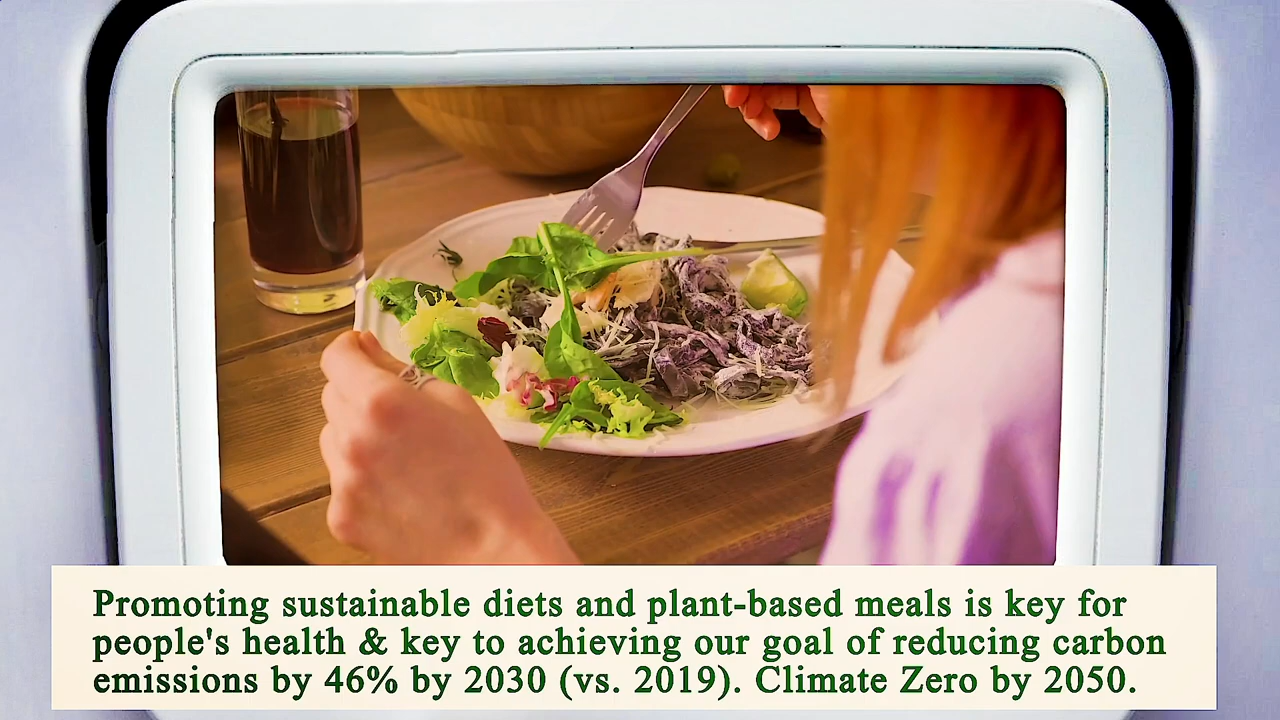 Promoting sustainable diets and plant-based meals is key for
people's health & key to achieving our goal of reducing carbon
emissions by 46% by 2030 (vs. 2019). Climate Zero by 2050.